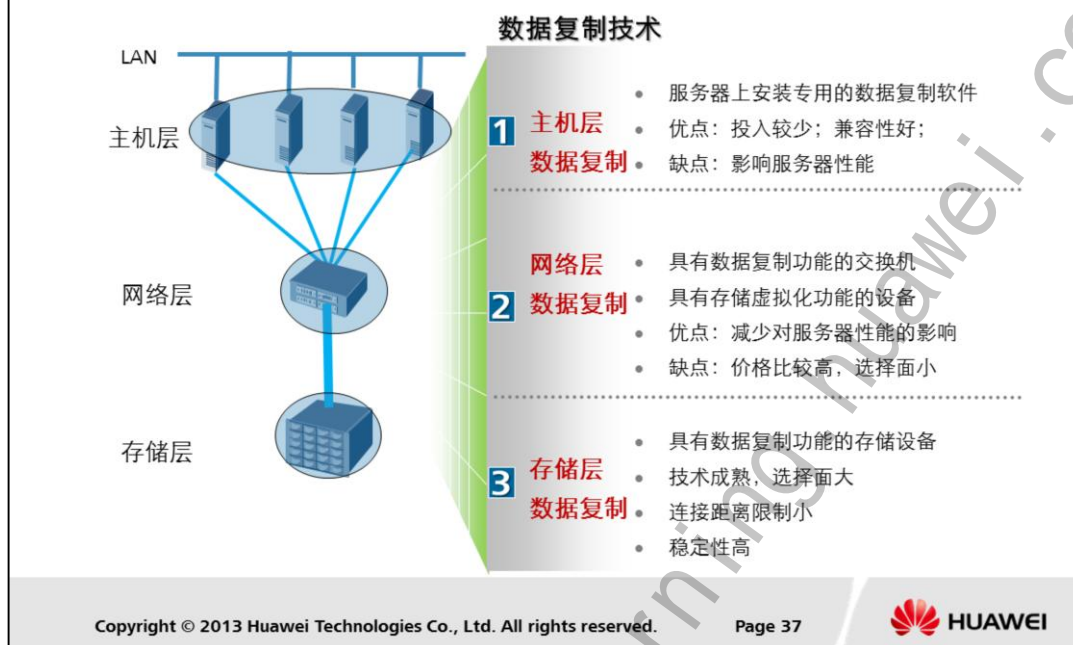 数据复制技术
LAN
主机层
网络层
存储层
1
主机层
数据复制
服务器上安装专用的数据复制软件
优点：投入较少；兼容性好；
缺点：影响服务器性能
2
网络层
数据复制
具有数据复制功能的交换机
具有存储虚拟化功能的设备
优点：减少对服务器性能的影响
缺点：价格比较高，选择面小
3
存储层
数据复制
具有数据复制功能的存储设备
技术成熟，选择面大
连接距离限制小
稳定性高
Copyright © 2013 Huawei Technologies Co., Ltd. All rights reserved.
Page 37
HUAWEI
rning.huawei.co